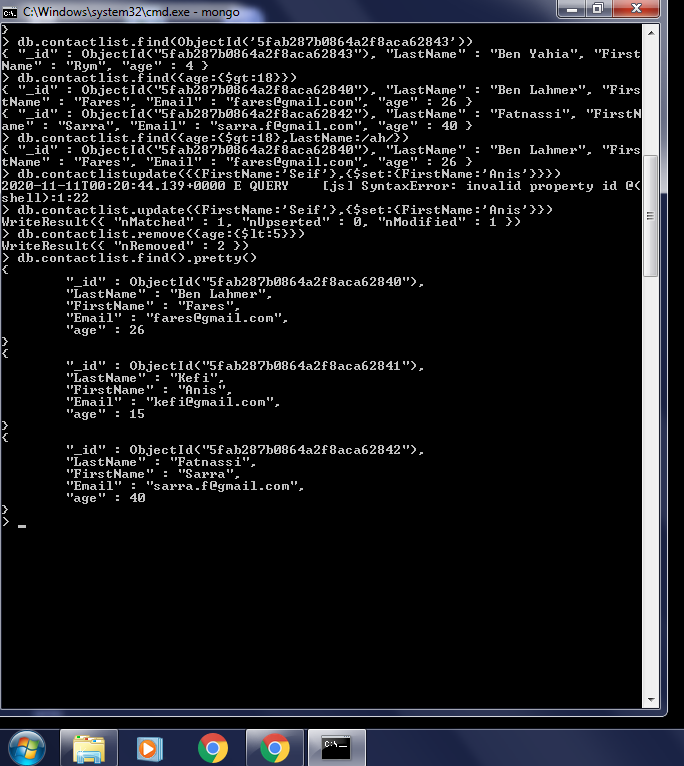 C:\Windows\system32\cmd.exe - mongo
}
> db.contactlist.find(ObjectId('5fab287b0864a2f8aca62843'))
{ "_id" : ObjectId("5fab287b0864a2f8aca62843"), "LastName" : "Ben Yahia", "First
Name" : "Rym", "age" : 4 }
> db.contactlist.find({age:{$gt:18}})
{ "_id" : ObjectId("5fab287b0864a2f8aca62840"), "LastName" : "Ben Lahmer", "Firs
tName" : "Fares", "Email" : "fares@gmail.com", "age" : 26 }
{ "_id" : ObjectId("5fab287b0864a2f8aca62842"), "LastName" : "Fatnassi", "FirstN
ame" : "Sarra", "Email" : "sarra.f@gmail.com", "age" : 40 }
> db.contactlist.find({age:{$gt:18},LastName:/ah/})
{ "_id" : ObjectId("5fab287b0864a2f8aca62840"), "LastName" : "Ben Lahmer", "Firs
tName" : "Fares", "Email" : "fares@gmail.com", "age" : 26 }
> db.contactlistupdate({{FirstName:'Seif'},{$set:{FirstName:'Anis'}}})
2020-11-11T00:20:44.139+0000 E QUERY    [js] SyntaxError: invalid property id @(
shell):1:22
> db.contactlist.update({FirstName:'Seif'},{$set:{FirstName:'Anis'}})
WriteResult({ "nMatched" : 1, "nUpserted" : 0, "nModified" : 1 })
> db.contactlist.remove({age:{$lt:5}})
WriteResult({ "nRemoved" : 2 })
> db.contactlist.find().pretty()
{
"_id" : ObjectId("5fab287b0864a2f8aca62840"),
"LastName" : "Ben Lahmer",
"FirstName" : "Fares",
"Email" : "fares@gmail.com",
"age" : 26
}
{
"_id" : ObjectId("5fab287b0864a2f8aca62841"),
"LastName" : "Kefi",
"FirstName" : "Anis",
"Email" : "kefi@gmail.com",
"age" : 15
}
{
"_id" : ObjectId("5fab287b0864a2f8aca62842"),
"LastName" : "Fatnassi",
"FirstName" : "Sarra",
"Email" : "sarra.f@gmail.com",
"age" : 40
}
> _